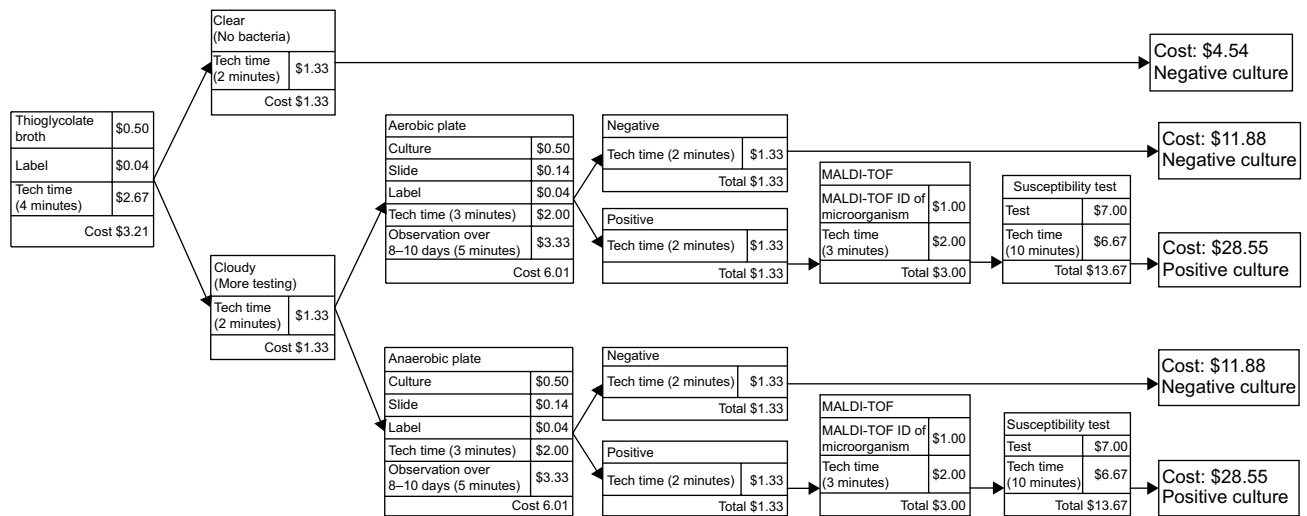 Thioglycolate
broth
$0.50
Label
$0.04
Tech time
(4 minutes)
$2.67
Cost $3.21
Clear
(No bacteria)
Tech time
(2 minutes)
$1.33
Cost $1.33
Cost: $4.54
Negative culture
Cloudy
(More testing)
Tech time
(2 minutes)
$1.33
Cost $1.33
Aerobic plate
Culture
$0.50
Slide
$0.14
Label
$0.04
Tech time (3 minutes)
$2.00
Observation over
8–10 days (5 minutes)
$3.33
Cost 6.01
Negative
Tech time (2 minutes)
$1.33
Total $1.33
Cost: $11.88
Negative culture
Positive
Tech time (2 minutes)
$1.33
Total $1.33
MALDI-TOF
MALDI-TOF ID of
microorganism
$1.00
Tech time
(3 minutes)
$2.00
Total $3.00
Susceptibility test
Test
$7.00
Tech time
(10 minutes)
$6.67
Total $13.67
Cost: $28.55
Positive culture
Anaerobic plate
Culture
$0.50
Slide
$0.14
Label
$0.04
Tech time (3 minutes)
$2.00
Observation over
8–10 days (5 minutes)
$3.33
Cost 6.01
Negative
Tech time (2 minutes)
$1.33
Total $1.33
Cost: $11.88
Negative culture
Positive
Tech time (2 minutes)
$1.33
Total $1.33
MALDI-TOF
MALDI-TOF ID of
microorganism
$1.00
Tech time
(3 minutes)
$2.00
Total $3.00
Susceptibility test
Test
$7.00
Tech time
(10 minutes)
$6.67
Total $13.67
Cost: $28.55
Positive culture